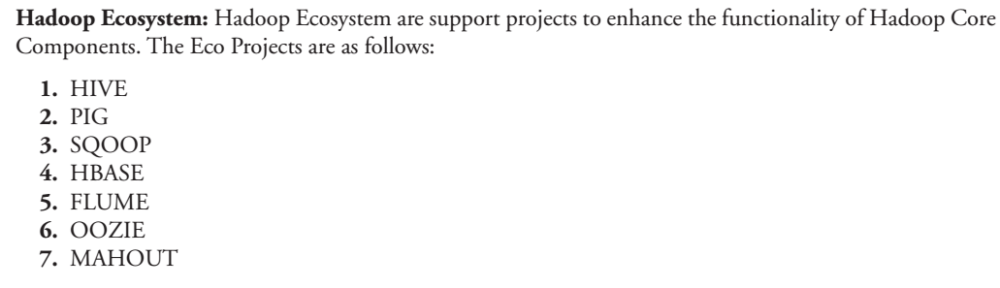 Hadoop Ecosystem: Hadoop Ecosystem are support projects to enhance the functionality of Hadoop Core
Components. The Eco Projects are as follows:
1. HIVE
2. PIG
3. SQOOP
4. HBASE
5. FLUME
6. OOZIE
7. MAHOUT